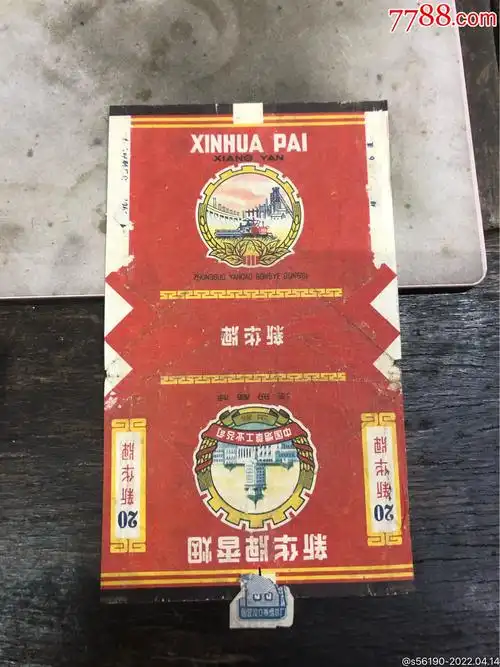 7788.com
XINHUA PAI
XIANG YAN
新华牌
中国烟草工业公司
新华牌香烟
20 新华牌
20 新华牌
@s56190-2022.04.14